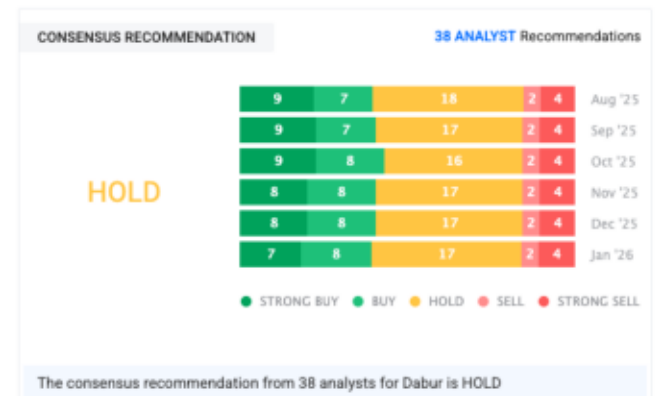 CONSENSUS RECOMMENDATION 38 ANALYST Recommendations
9 7 18 2 4 Aug '25
9 7 17 2 4 Sep '25
9 8 16 2 4 Oct '25
HOLD
8 8 17 2 4 Nov '25
8 8 17 2 4 Dec '25
7 8 17 2 4 Jan '26
STRONG BUY BUY HOLD SELL STRONG SELL
The consensus recommendation from 38 analysts for Dabur is HOLD